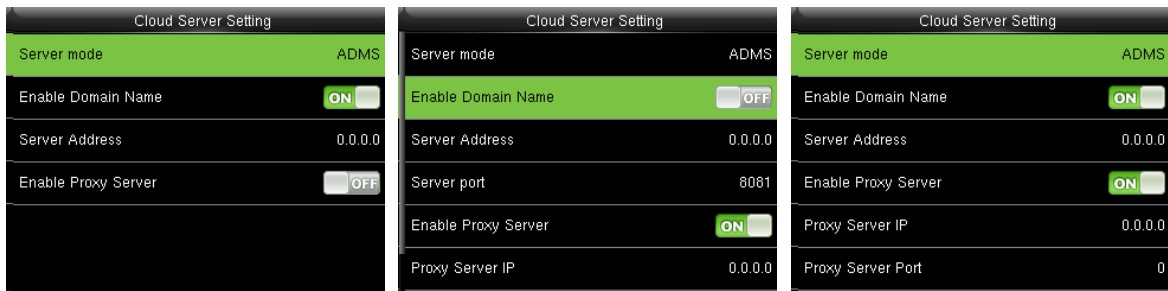 Cloud Server Setting
Server mode ADMS
Enable Domain Name ON
Server Address 0.0.0.0
Enable Proxy Server OFF
Cloud Server Setting
Server mode ADMS
Enable Domain Name OFF
Server Address 0.0.0.0
Server port 8081
Enable Proxy Server ON
Proxy Server IP 0.0.0.0
Cloud Server Setting
Server mode ADMS
Enable Domain Name ON
Server Address 0.0.0.0
Enable Proxy Server ON
Proxy Server IP 0.0.0.0
Proxy Server Port 0